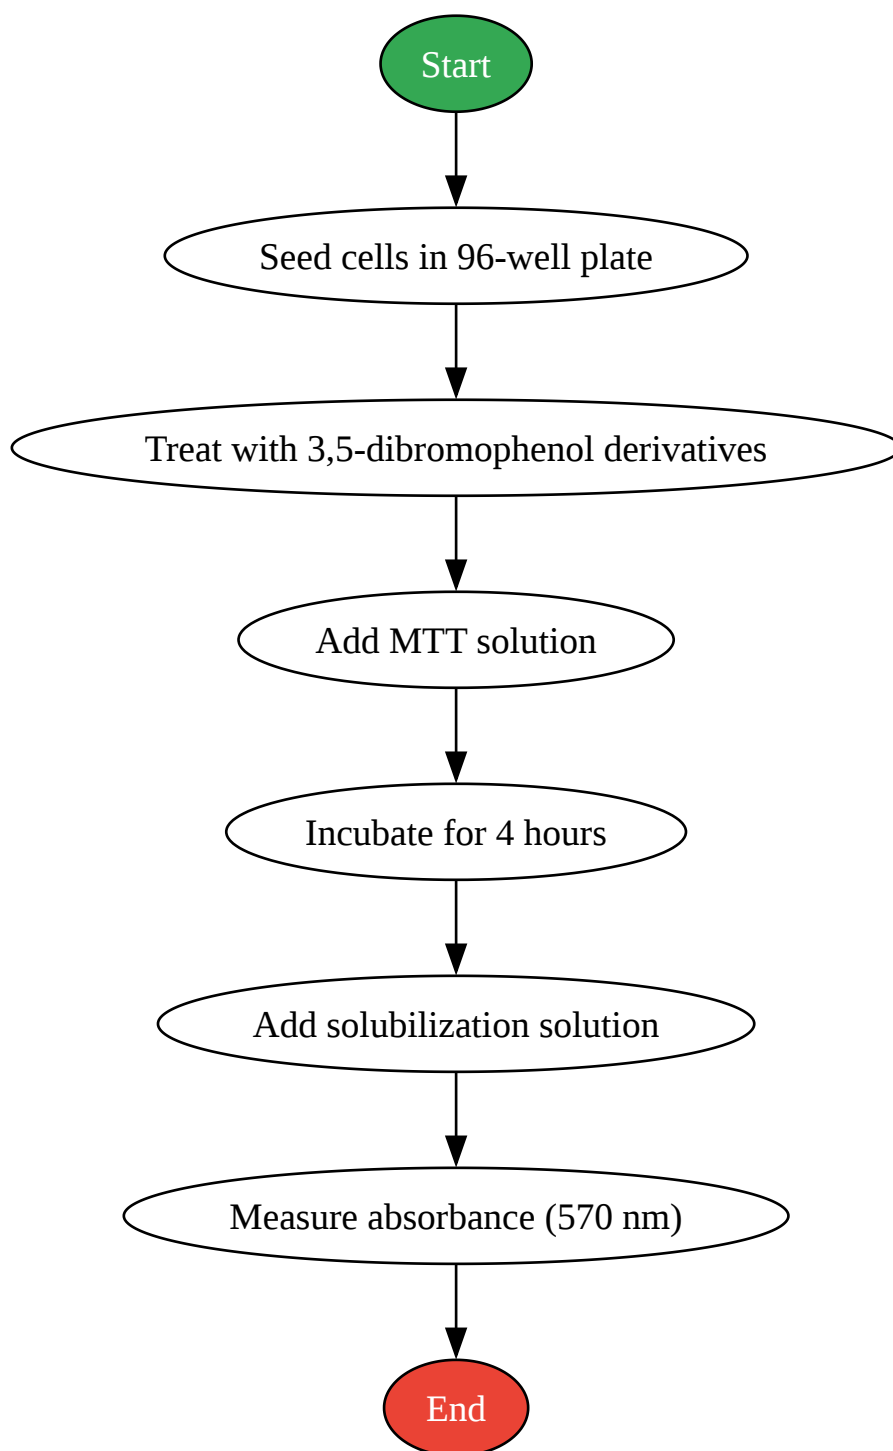 Start
Seed cells in 96-well plate
Treat with 3,5-dibromophenol derivatives
Add MTT solution
Incubate for 4 hours
Add solubilization solution
Measure absorbance (570 nm)
End